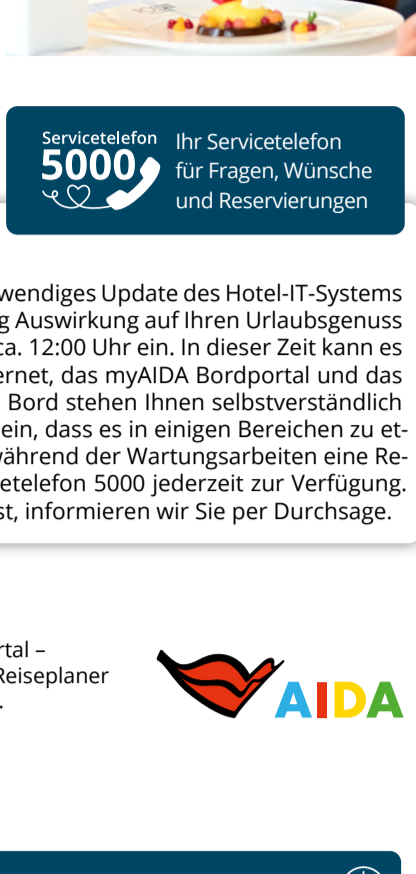 Servicetelefon
5000
Ihr Servicetelefon
für Fragen, Wünsche
und Reservierungen
wendiges Update des Hotel-IT-Systems
g Auswirkung auf Ihren Urlaubsgenuss
ca. 12:00 Uhr ein. In dieser Zeit kann es
ernet, das myAIDA Bordportal und das
Bord stehen Ihnen selbstverständlich
ein, dass es in einigen Bereichen zu et-
während der Wartungsarbeiten eine Re-
etelefon 5000 jederzeit zur Verfügung.
st, informieren wir Sie per Durchsage.
rtal –
Reiseplaner
.
AIDA